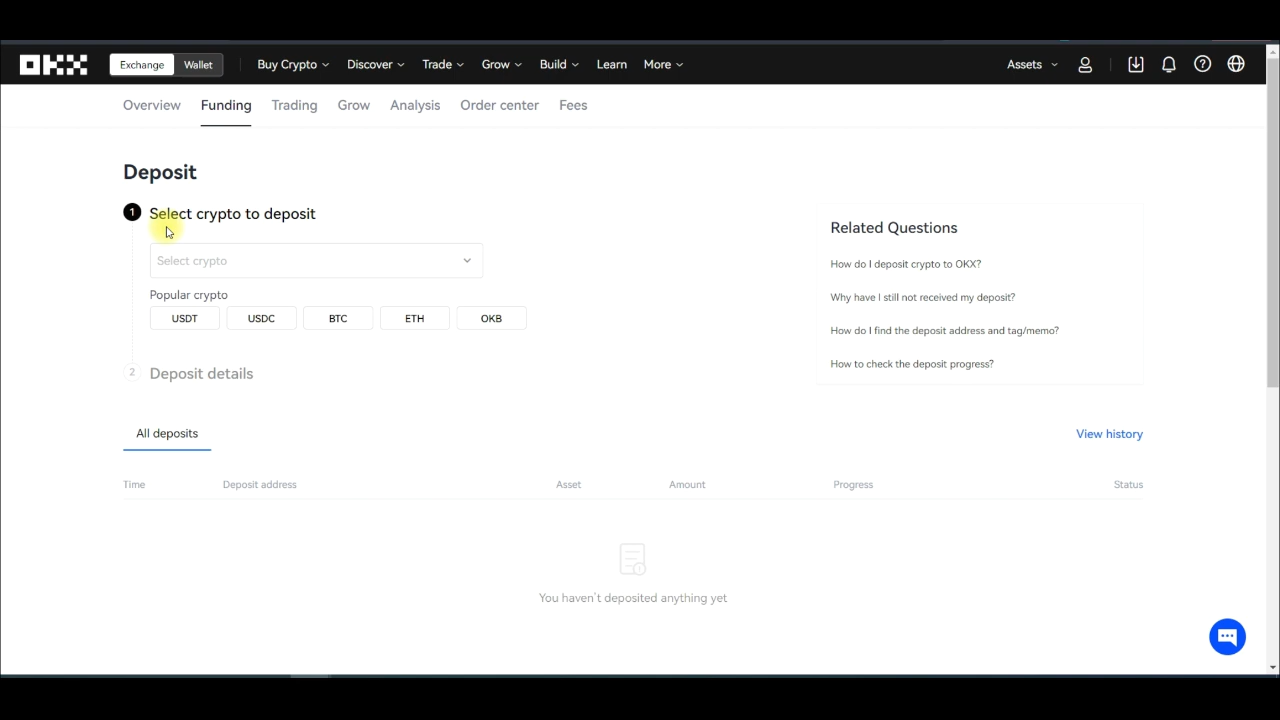 OKX Exchange Wallet Buy Crypto Discover Trade Grow Build Learn More Assets
Overview Funding Trading Grow Analysis Order center Fees
Deposit
1 Select crypto to deposit
Select crypto
Popular crypto
USDT USDC BTC ETH OKB
2 Deposit details
Related Questions
How do I deposit crypto to OKX?
Why have I still not received my deposit?
How do I find the deposit address and tag/memo?
How to check the deposit progress?
All deposits View history
Time Deposit address Asset Amount Progress Status
You haven't deposited anything yet